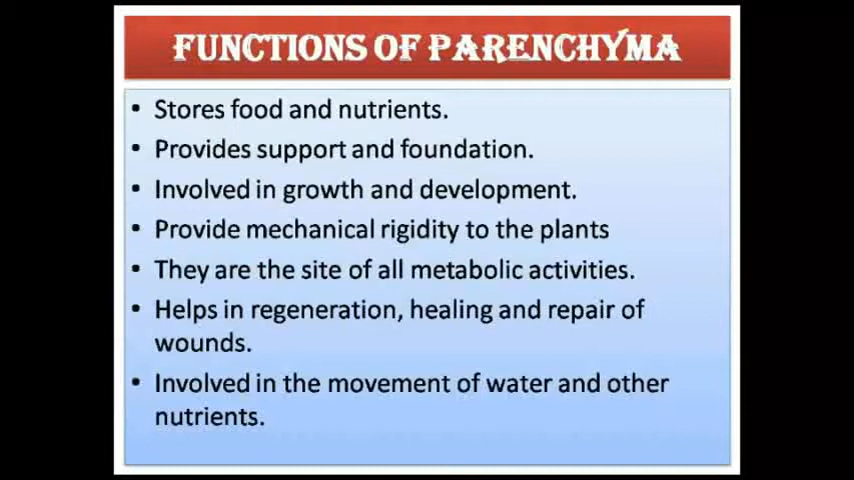 FUNCTIONS OF PARENCHYMA
• Stores food and nutrients.
• Provides support and foundation.
• Involved in growth and development.
• Provide mechanical rigidity to the plants
• They are the site of all metabolic activities.
• Helps in regeneration, healing and repair of
wounds.
• Involved in the movement of water and other
nutrients.